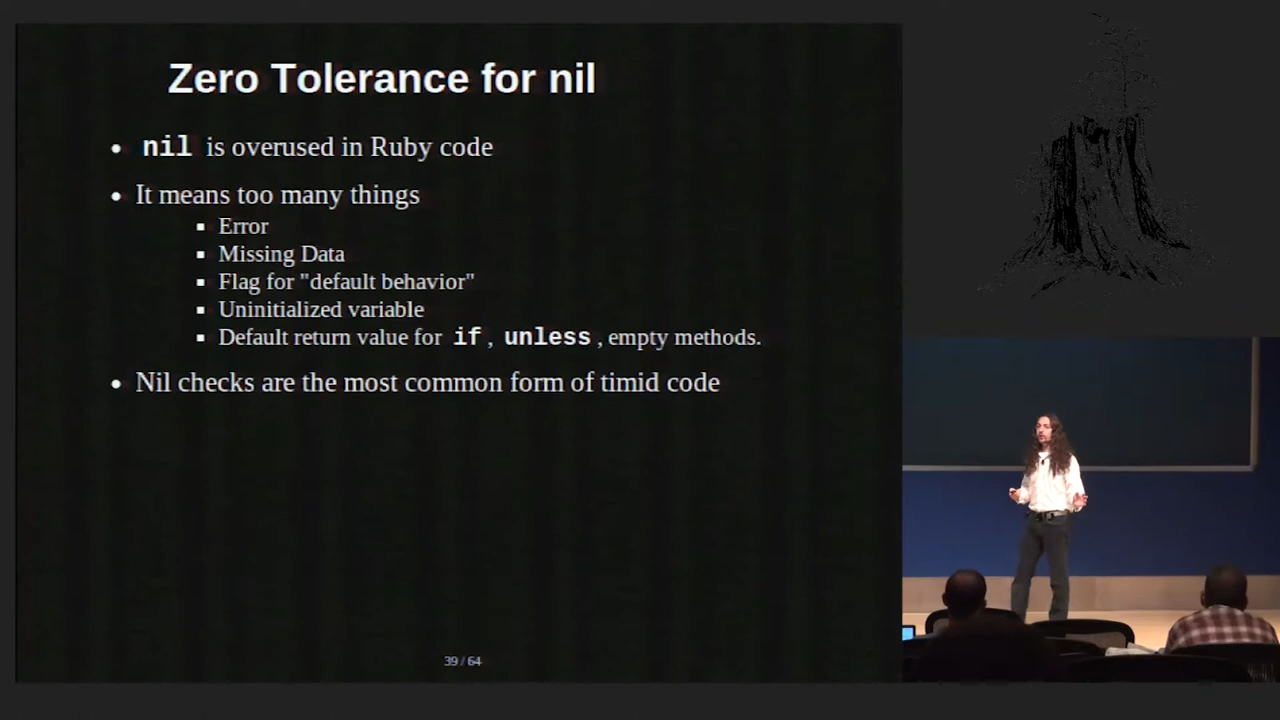 Zero Tolerance for nil
nil is overused in Ruby code
It means too many things
Error
Missing Data
Flag for "default behavior"
Uninitialized variable
Default return value for if, unless, empty methods.
Nil checks are the most common form of timid code
39 / 64